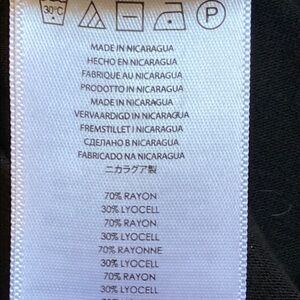 30°C P
MADE IN NICARAGUA
HECHO EN NICARAGUA
FABRIQUE AU NICARAGUA
PRODOTTO IN NICARAGUA
MADE IN NICARAGUA
VERVAARDIGD IN NICARAGUA
FREMSTILLET I NICARAGUA
СДЕЛАНО В NICARAGUA
FABRICADO NA NICARAGUA
ニカラグア製
70% RAYON
30% LYOCELL
70% RAYON
30% LYOCELL
70% RAYONNE
30% LYOCELL
70% RAYON
30% LYOCELL